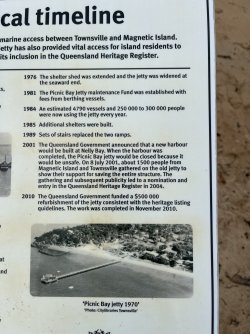 cal timeline
marine access between Townsville and Magnetic Island.
etty has also provided vital access for island residents to
its inclusion in the Queensland Heritage Register.
1976 The shelter shed was extended and the jetty was widened at
the seaward end.
1981 The Picnic Bay Jetty maintenance Fund was established with
fees from berthing vessels.
1984 An estimated 4790 vessels and 250 000 to 300 000 people
were now using the jetty every year.
1985 Additional shelters were built.
1989 Sets of stairs replaced the two ramps.
2001 The Queensland Government announced that a new harbour
would be built at Nelly Bay. When the harbour was
completed, the Picnic Bay jetty would be closed because it
would be unsafe. On 8 July 2001, about 1500 people from
Magnetic Island and Townsville gathered on the old jetty to
show their support for saving the entire structure. The
gathering and subsequent publicity led to a nomination and
entry in the Queensland Heritage Register in 2004.
2010 The Queensland Government funded a $500 000
refurbishment of the jetty consistent with the heritage listing
guidelines. The work was completed in November 2010.
'Picnic Bay jetty 1970'
'Photo: Citylibraries Townsville'